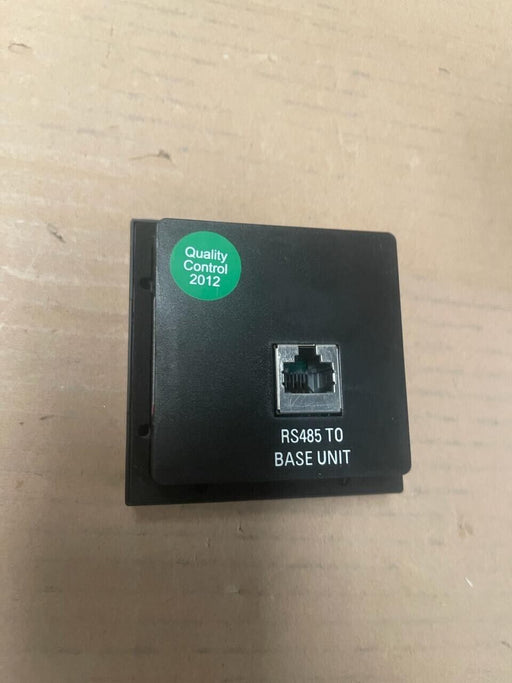 Quality
Control
2012
RS485 TO
BASE UNIT